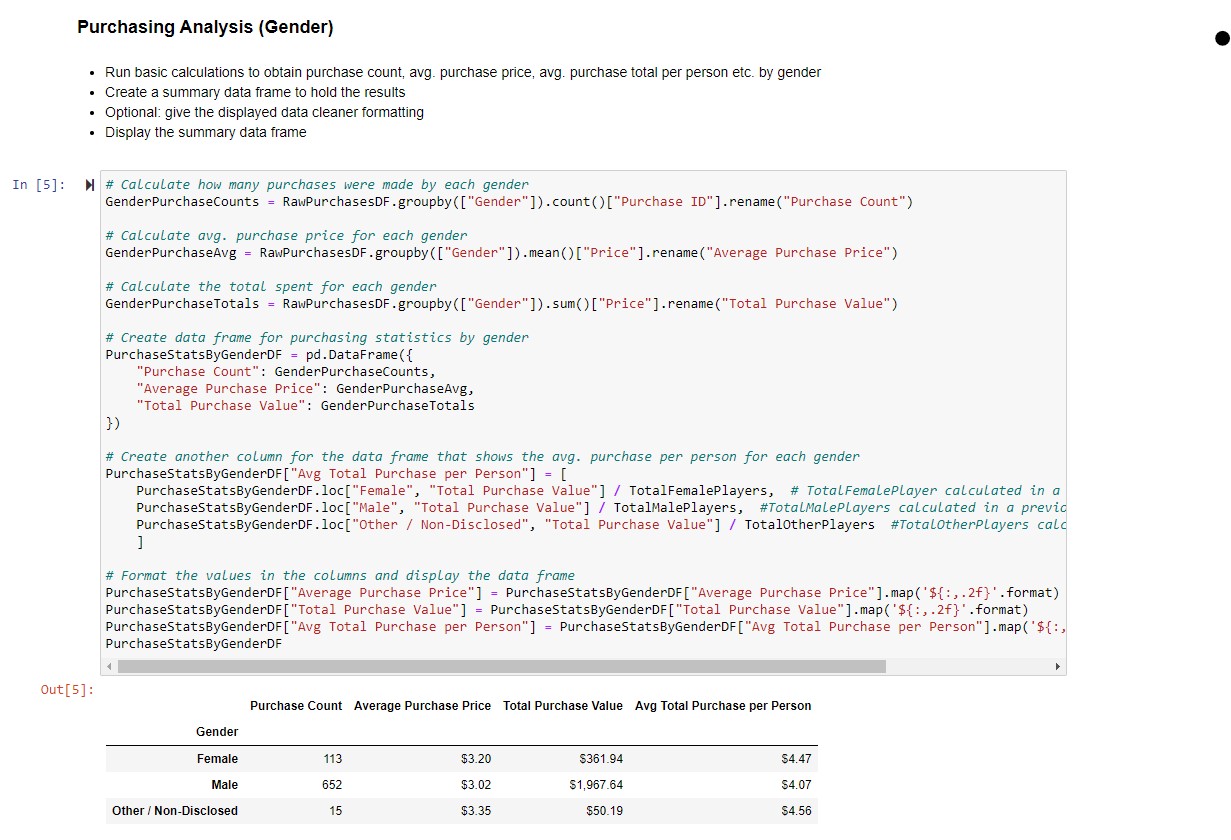 Purchasing Analysis (Gender)
• Run basic calculations to obtain purchase count, avg. purchase price, avg. purchase total per person etc. by gender
• Create a summary data frame to hold the results
• Optional: give the displayed data cleaner formatting
• Display the summary data frame
In [5]:
# Calculate how many purchases were made by each gender
GenderPurchaseCounts = RawPurchasesDF.groupby(["Gender"]).count()["Purchase ID"].rename("Purchase Count")
# Calculate avg. purchase price for each gender
GenderPurchaseAvg = RawPurchasesDF.groupby(["Gender"]).mean()["Price"].rename("Average Purchase Price")
# Calculate the total spent for each gender
GenderPurchaseTotals = RawPurchasesDF.groupby(["Gender"]).sum()["Price"].rename("Total Purchase Value")
# Create data frame for purchasing statistics by gender
PurchaseStatsByGenderDF = pd.DataFrame({
    "Purchase Count": GenderPurchaseCounts,
    "Average Purchase Price": GenderPurchaseAvg,
    "Total Purchase Value": GenderPurchaseTotals
})
# Create another column for the data frame that shows the avg. purchase per person for each gender
PurchaseStatsByGenderDF["Avg Total Purchase per Person"] = [
    PurchaseStatsByGenderDF.loc["Female", "Total Purchase Value"] / TotalFemalePlayers,  # TotalFemalePlayer calculated in a
    PurchaseStatsByGenderDF.loc["Male", "Total Purchase Value"] / TotalMalePlayers,  #TotalMalePlayers calculated in a previo
    PurchaseStatsByGenderDF.loc["Other / Non-Disclosed", "Total Purchase Value"] / TotalOtherPlayers  #TotalOtherPlayers calc
    ]
# Format the values in the columns and display the data frame
PurchaseStatsByGenderDF["Average Purchase Price"] = PurchaseStatsByGenderDF["Average Purchase Price"].map('${:,.2f}'.format)
PurchaseStatsByGenderDF["Total Purchase Value"] = PurchaseStatsByGenderDF["Total Purchase Value"].map('${:,.2f}'.format)
PurchaseStatsByGenderDF["Avg Total Purchase per Person"] = PurchaseStatsByGenderDF["Avg Total Purchase per Person"].map('${:,
PurchaseStatsByGenderDF
Out[5]:
Purchase Count Average Purchase Price Total Purchase Value Avg Total Purchase per Person
Gender
Female 113 $3.20 $361.94 $4.47
Male 652 $3.02 $1,967.64 $4.07
Other / Non-Disclosed 15 $3.35 $50.19 $4.56